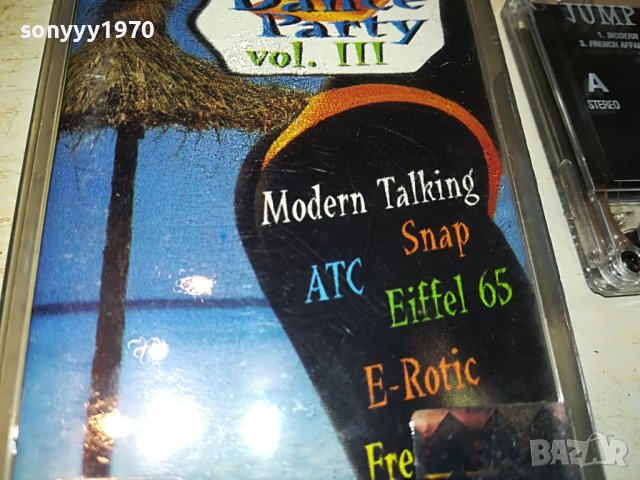 sonyyy1970
Dance
Party
vol. III
Modern Talking
Snap
ATC
Eiffel 65
E-Rotic
Fre
JUMP
1. MODERN
3. FRENCH AFFAI
A
STEREO
BAZAR